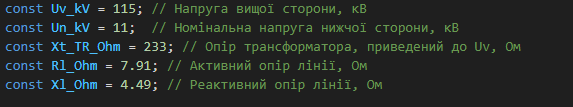 const Uv_kV = 115; // Напруга вищої сторони, кВ
const Un_kV = 11;  // Номінальна напруга нижчої сторони, кВ
const Xt_TR_Ohm = 233; // Опір трансформатора, приведений до Uv, Ом
const Rl_Ohm = 7.91; // Активний опір лінії, Ом
const Xl_Ohm = 4.49; // Реактивний опір лінії, Ом